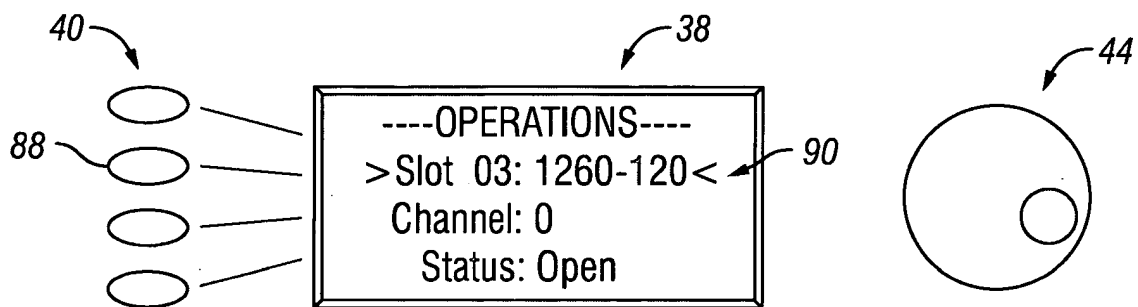 40
38
44
88
----OPERATIONS----
>Slot 03: 1260-120<
90
Channel: 0
Status: Open